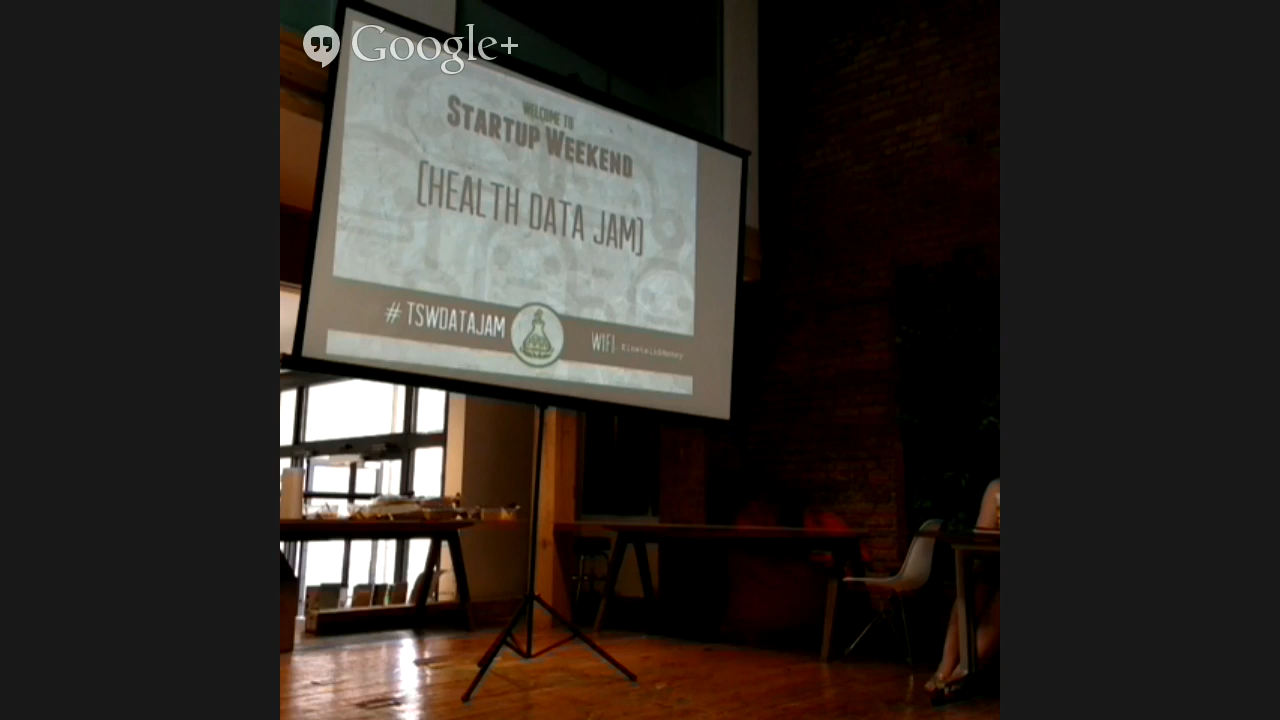 Google+
WELCOME TO
STARTUP WEEKEND
[HEALTH DATA JAM]
# TSWDATAJAM
WIFI